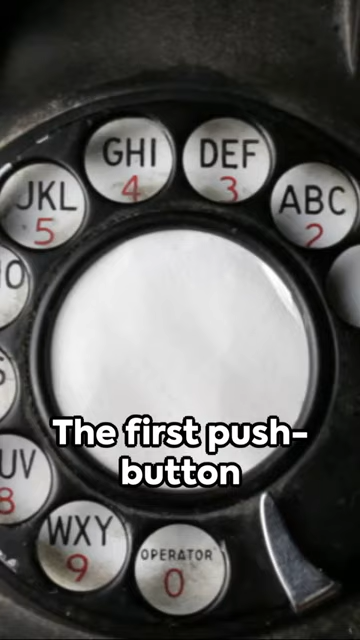 GHI
4
DEF
3
JKL
5
ABC
2
UV
8
WXY
9
OPERATOR
0
The first push-
button